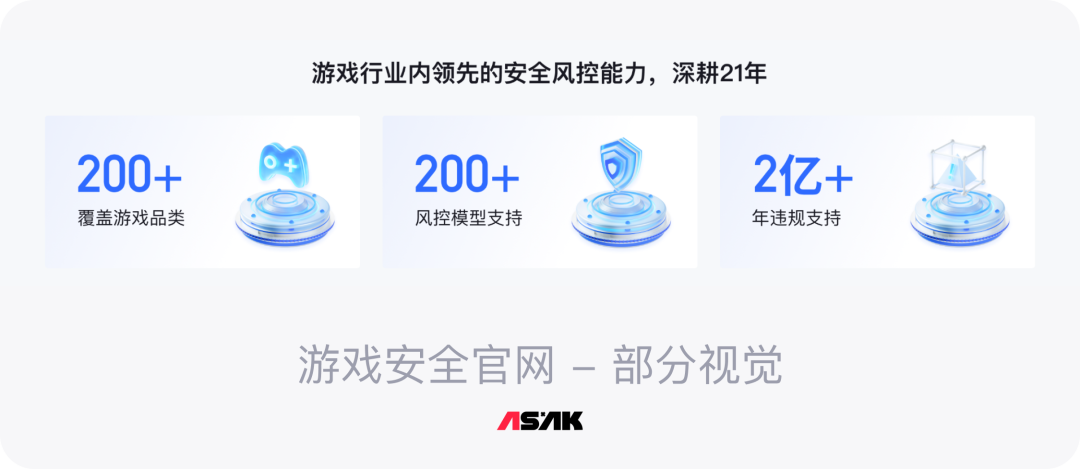 游戏行业内领先的安全风控能力，深耕21年
200+
覆盖游戏品类
200+
风控模型支持
2亿+
年违规支持
游戏安全官网 – 部分视觉
ASAK